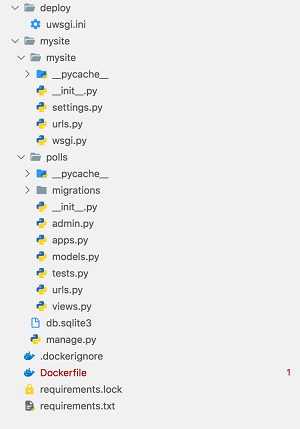 deploy
uwsgi.ini
mysite
mysite
__pycache__
__init__.py
settings.py
urls.py
wsgi.py
polls
__pycache__
migrations
__init__.py
admin.py
apps.py
models.py
tests.py
urls.py
views.py
db.sqlite3
manage.py
.dockerignore
Dockerfile 1
requirements.lock
requirements.txt